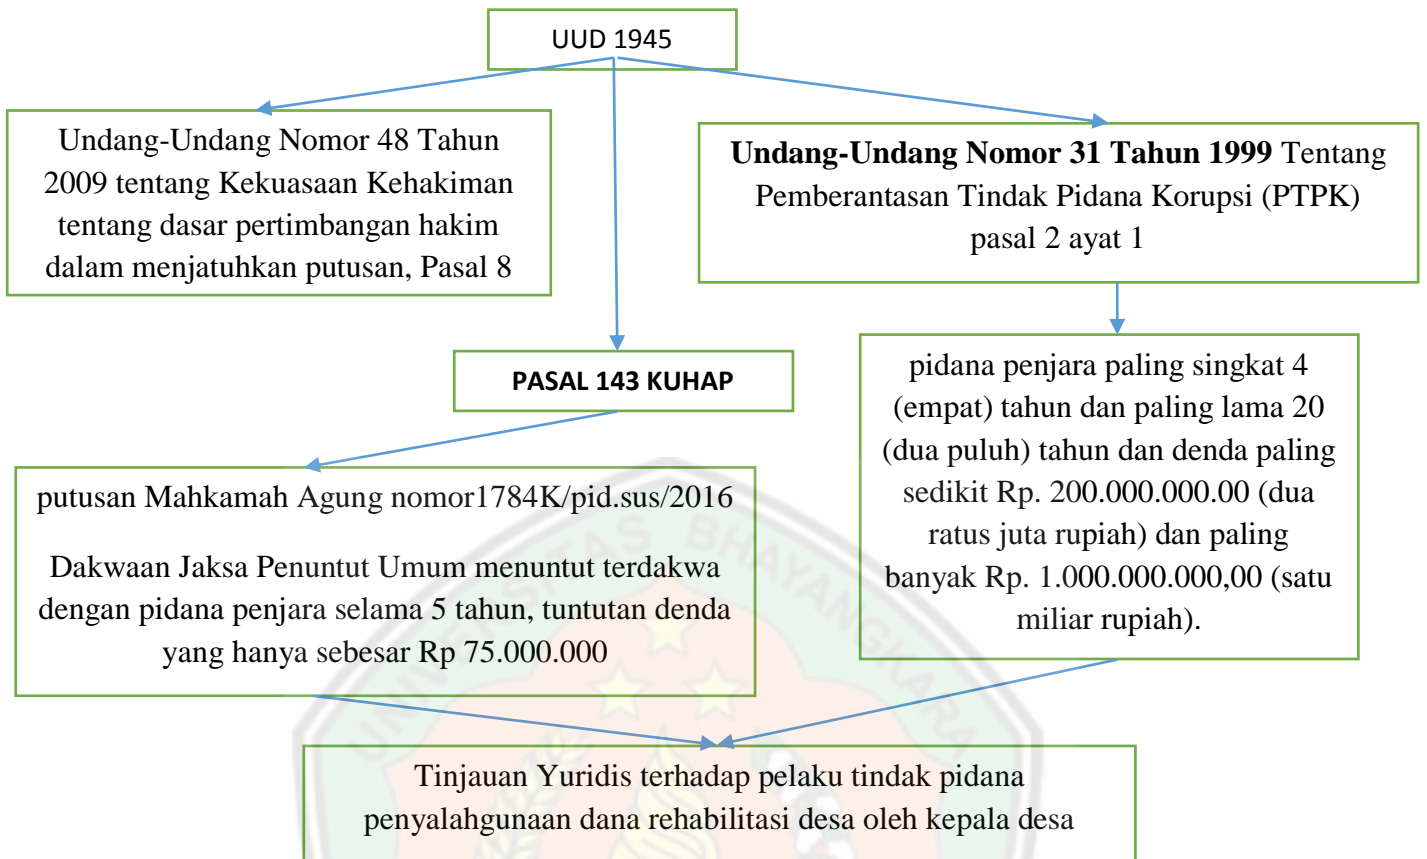 UUD 1945
Undang-Undang Nomor 48 Tahun
2009 tentang Kekuasaan Kehakiman
tentang dasar pertimbangan hakim
dalam menjatuhkan putusan, Pasal 8
Undang-Undang Nomor 31 Tahun 1999 Tentang
Pemberantasan Tindak Pidana Korupsi (PTPK)
pasal 2 ayat 1
PASAL 143 KUHAP
pidana penjara paling singkat 4
(empat) tahun dan paling lama 20
(dua puluh) tahun dan denda paling
sedikit Rp. 200.000.000.00 (dua
ratus juta rupiah) dan paling
banyak Rp. 1.000.000.000,00 (satu
miliar rupiah).
putusan Mahkamah Agung nomor1784K/pid.sus/2016
Dakwaan Jaksa Penuntut Umum menuntut terdakwa
dengan pidana penjara selama 5 tahun, tuntutan denda
yang hanya sebesar Rp 75.000.000
Tinjauan Yuridis terhadap pelaku tindak pidana
penyalahgunaan dana rehabilitasi desa oleh kepala desa
UNIVERSITAS BHAYANGKARA